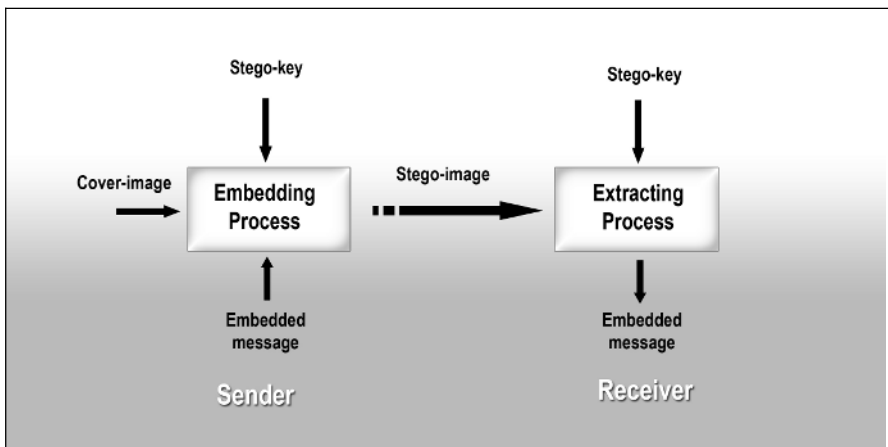 Stego-key
Stego-key
Cover-image
Embedding
Process
Stego-image
Extracting
Process
Embedded
message
Embedded
message
Sender
Receiver